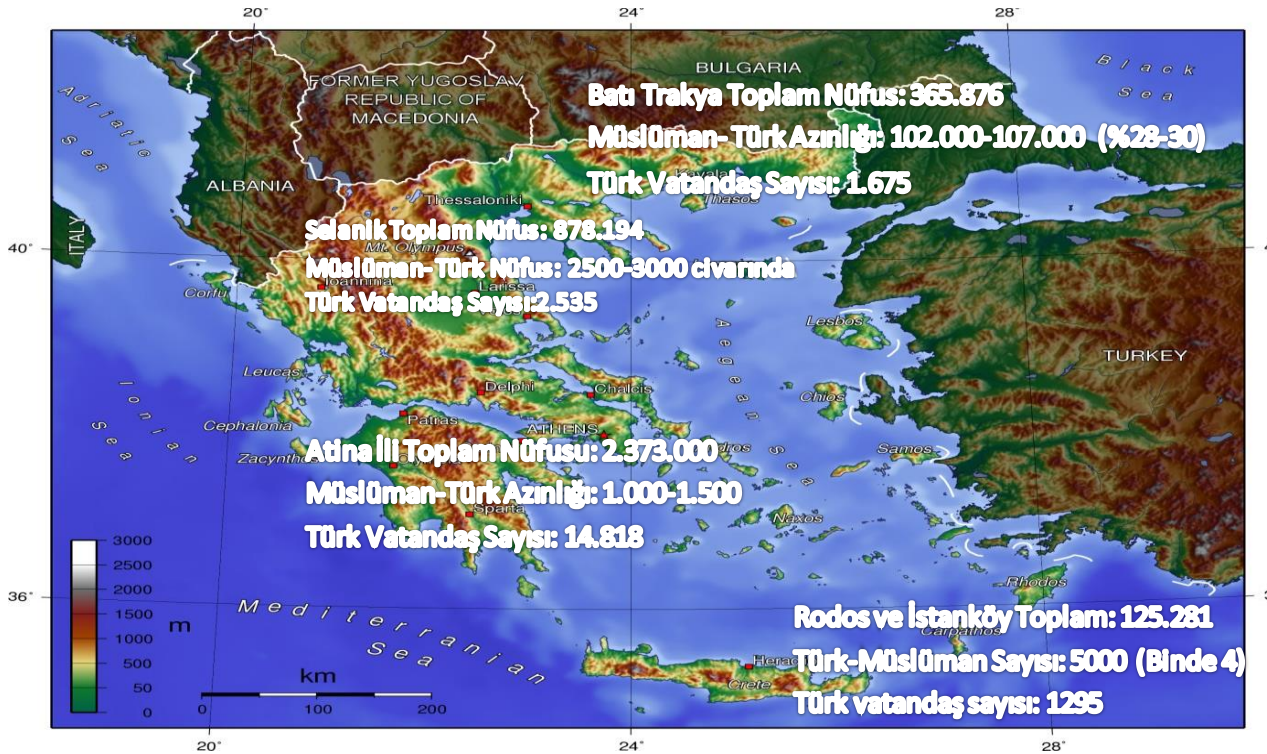 20° 24° 28°
Adriatic Sea
FORMER YUGOSLAV
REPUBLIC OF
MACEDONIA
BULGARIA
Black Sea
Batı Trakya Toplam Nüfus: 365.876
Müslüman- Türk Azınlığı: 102.000-107.000 (%28-30)
Türk Vatandaş Sayısı: 1.675
ALBANIA
Kavala
Thasos
Thessaloniki
ITALY
40°
Selanik Toplam Nüfus: 878.194
Mt. Olympus
Müslüman- Türk Nüfus: 2500-3000 civarında
Ioannina
Larissa
Corfu
Türk Vatandaş Sayısı:2.535
Aegean Sea
Lesbos
TURKEY
Leucas
Delphi
Chalcis
Chios
Ionian Sea
Cephalonia
Patras
ATHENS
Zacynthos
Samos
Atina İli Toplam Nüfusu: 2.373.000
Müslüman-Türk Azınlığı: 1.000-1.500
Sparta
Naxos
Türk Vatandaş Sayısı: 14.818
3000
2500
2000
1500
1000
500
50
0
m
36°
Mediterranean
Sea
Rhodos
Rodos ve İstanköy Toplam: 125.281
Carpathos
Türk-Müslüman Sayısı: 5000 (Binde 4)
Crete
Türk vatandaş sayısı: 1295
km
0 100 200
20° 24° 28°